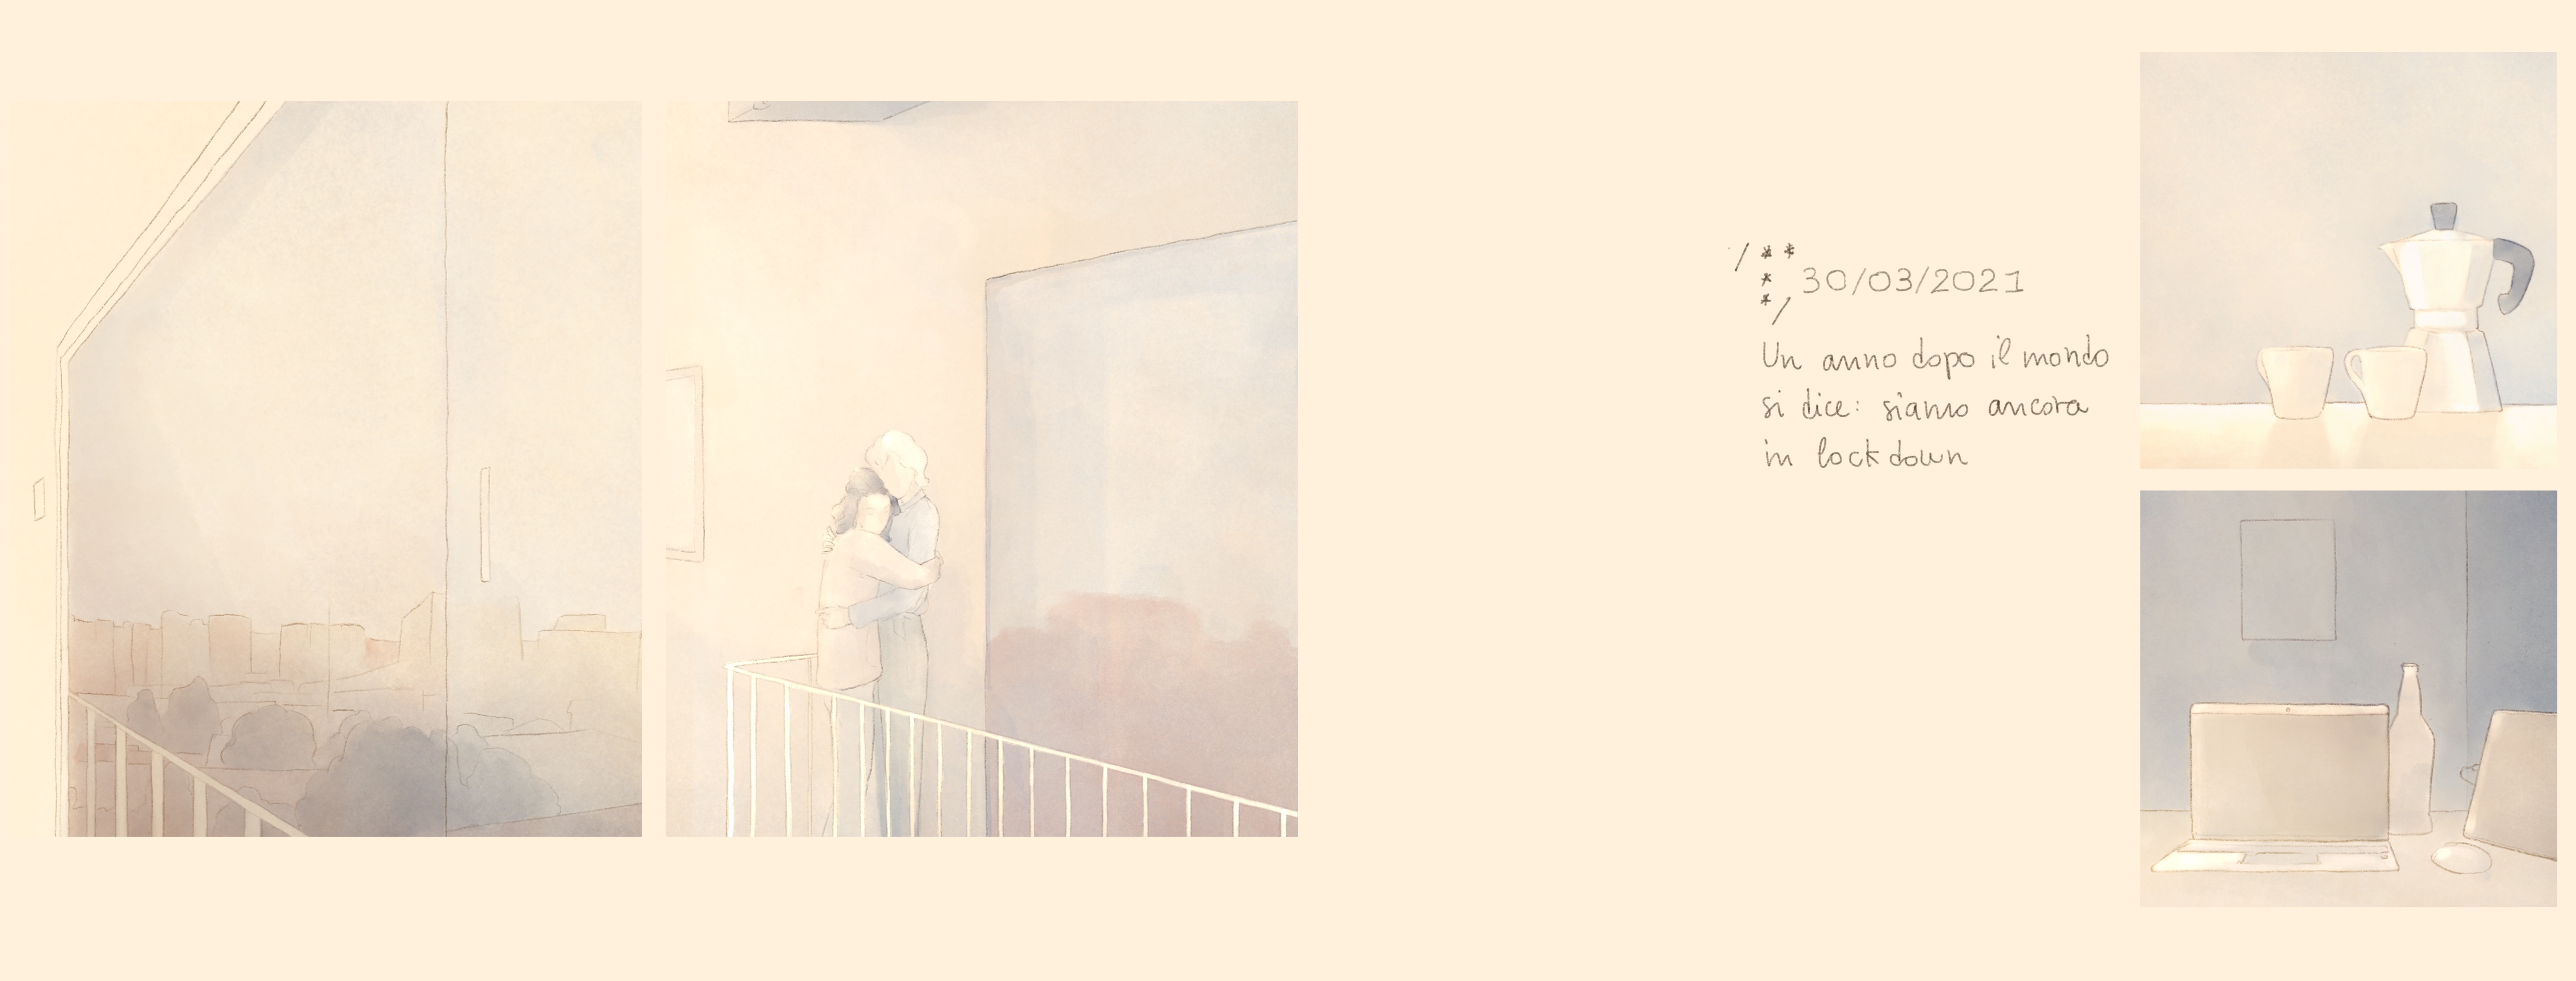 /**
* 30/03/2021
*/
Un anno dopo il mondo
si dice: siamo ancora
in lockdown